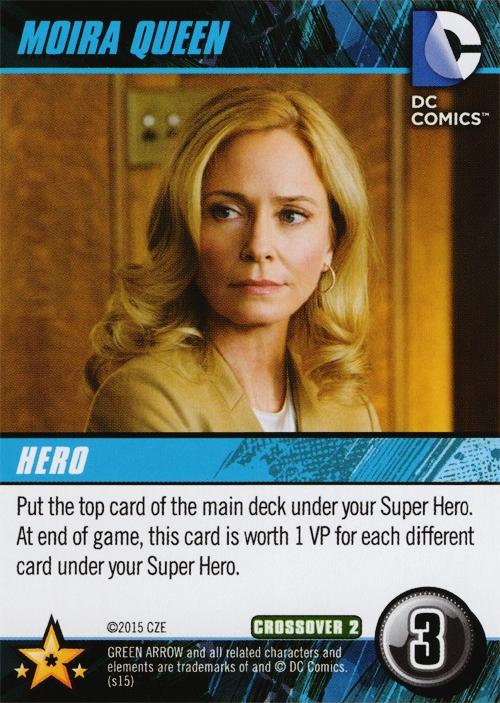 MOIRA QUEEN
DC
DC
COMICS™
HERO
Put the top card of the main deck under your Super Hero.
At end of game, this card is worth 1 VP for each different
card under your Super Hero.
©2015 CZE
CROSSOVER 2
GREEN ARROW and all related characters and
elements are trademarks of and © DC Comics.
(s15)
*
3